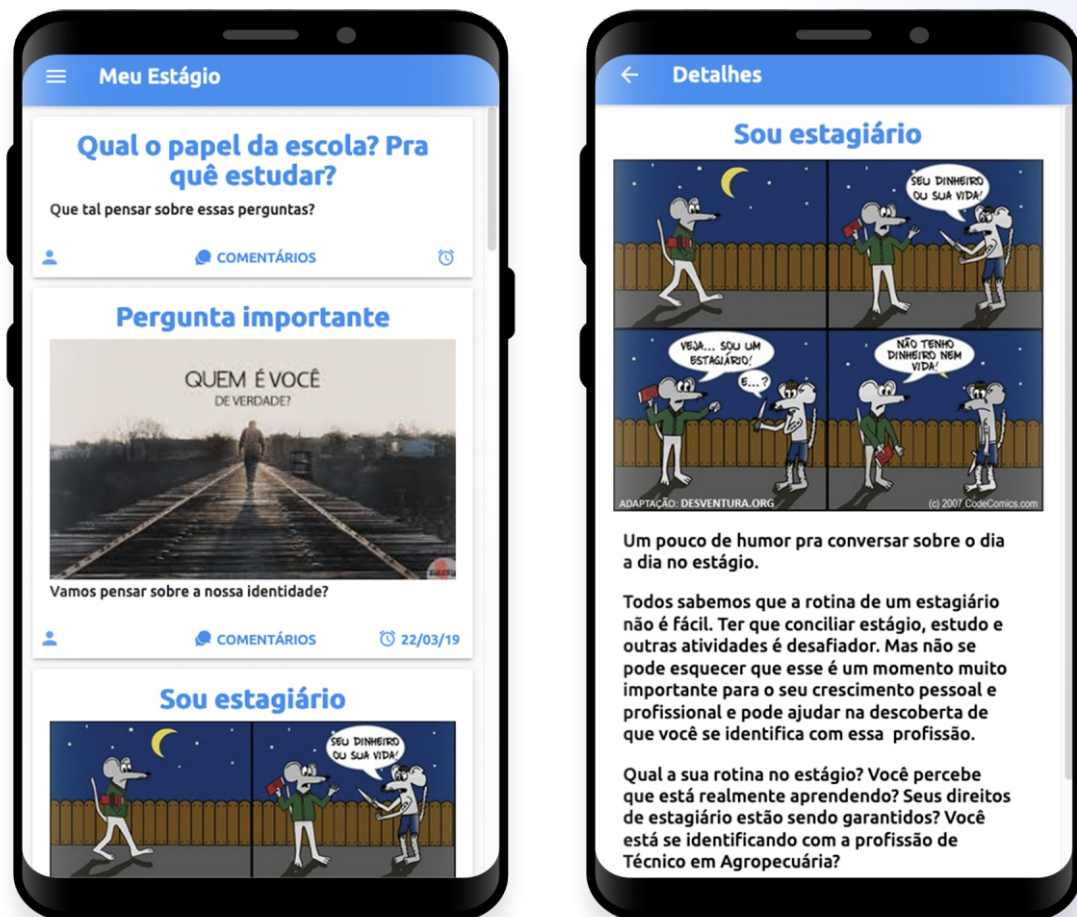 Meu Estágio
Qual o papel da escola? Pra
quê estudar?
Que tal pensar sobre essas perguntas?
COMENTÁRIOS
Pergunta importante
QUEM É VOCÊ
DE VERDADE?
Vamos pensar sobre a nossa identidade?
COMENTÁRIOS
22/03/19
Sou estagiário
SEU DINHEIRO
OU SUA VIDA!
Detalhes
Sou estagiário
SEU DINHEIRO
OU SUA VIDA!
VEJA... SOU UM
ESTAGIÁRIO!
E...?
NÃO TENHO
DINHEIRO NEM
VIDA!
ADAPTAÇÃO: DESVENTURA.ORG
(c) 2007 CodeComics.com
Um pouco de humor pra conversar sobre o dia
a dia no estágio.
Todos sabemos que a rotina de um estagiário
não é fácil. Ter que conciliar estágio, estudo e
outras atividades é desafiador. Mas não se
pode esquecer que esse é um momento muito
importante para o seu crescimento pessoal e
profissional e pode ajudar na descoberta de
que você se identifica com essa profissão.
Qual a sua rotina no estágio? Você percebe
que está realmente aprendendo? Seus direitos
de estagiário estão sendo garantidos? Você
está se identificando com a profissão de
Técnico em Agropecuária?